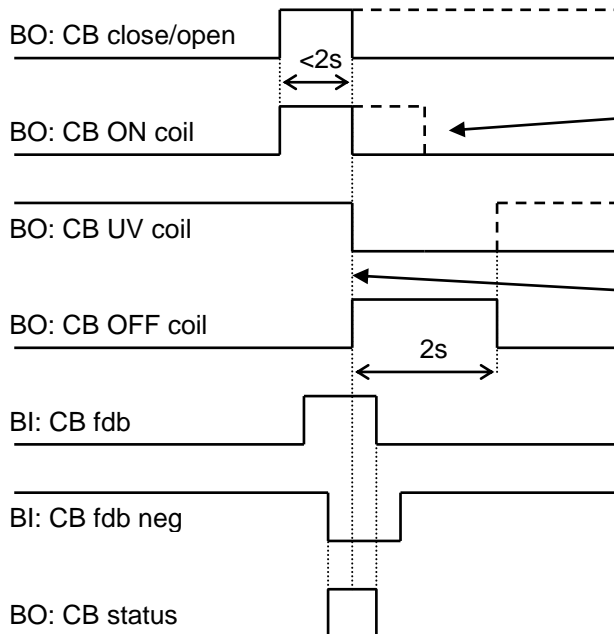 BO: CB close/open
<2s
BO: CB ON coil
BO: CB UV coil
BO: CB OFF coil
2s
BI: CB fdb
BI: CB fdb neg
BO: CB status